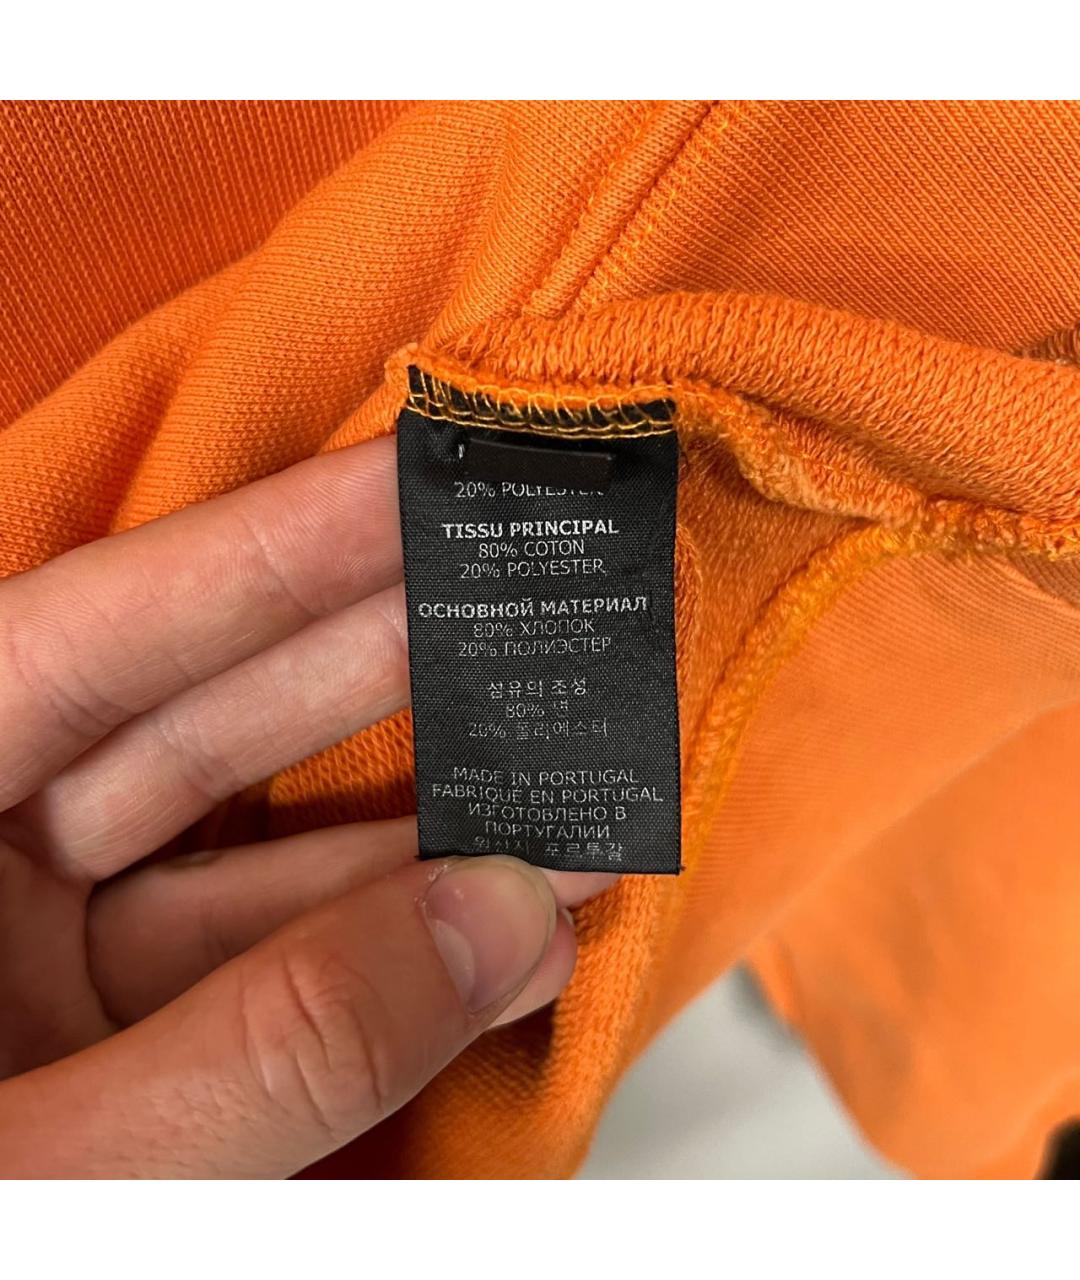 20% POLYESTER
TISSU PRINCIPAL
80% COTON
20% POLYESTER
ОСНОВНОЙ МАТЕРИАЛ
80% ХЛОПОК
20% ПОЛИЭСТЕР
섬유의 조성
80% 면
20% 폴리에스터
MADE IN PORTUGAL
FABRIQUE EN PORTUGAL
ИЗГОТОВЛЕНО В
ПОРТУГАЛИИ
원산지 포르투갈